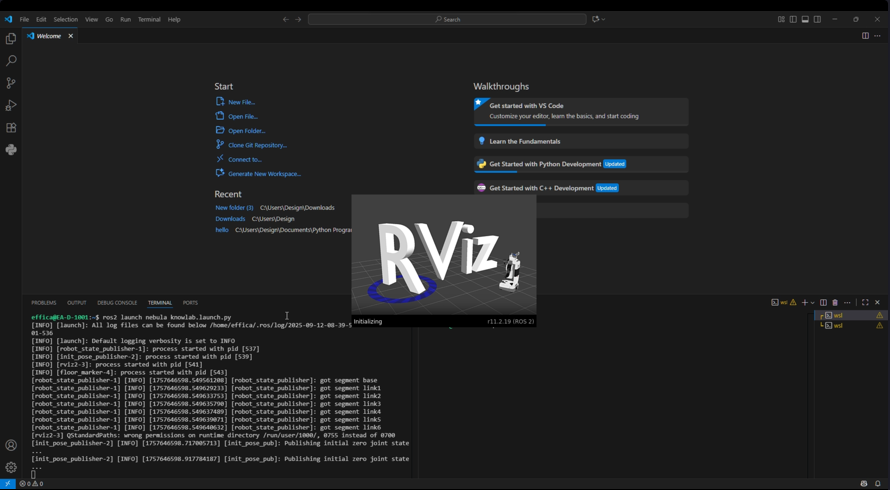 File Edit Selection View Go Run Terminal Help
Search
Welcome
Start
New File...
Open File...
Open Folder...
Clone Git Repository...
Connect to...
Generate New Workspace...
Recent
New folder (3) C:\Users\Design\Downloads
Downloads C:\Users\Design
hello C:\Users\Design\Documents\Python Progra
Walkthroughs
Get started with VS Code
Customize your editor, learn the basics, and start coding
Learn the Fundamentals
Get Started with Python Development Updated
Get Started with C++ Development Updated
RViz
Initializing r11.2.19 (ROS 2)
PROBLEMS OUTPUT DEBUG CONSOLE TERMINAL PORTS
wsl
wsl
wsl
effica@EA-D-1001:~$ ros2 launch nebula knowlab.launch.py
[INFO] [launch]: All log files can be found below /home/effica/.ros/log/2025-09-12-08-39-5
01-536
[INFO] [launch]: Default logging verbosity is set to INFO
[INFO] [robot_state_publisher-1]: process started with pid [537]
[INFO] [init_pose_publisher-2]: process started with pid [539]
[INFO] [rviz2-3]: process started with pid [541]
[INFO] [floor_marker-4]: process started with pid [543]
[robot_state_publisher-1] [INFO] [1757646598.549561208] [robot_state_publisher]: got segment base
[robot_state_publisher-1] [INFO] [1757646598.549629233] [robot_state_publisher]: got segment link1
[robot_state_publisher-1] [INFO] [1757646598.549633753] [robot_state_publisher]: got segment link2
[robot_state_publisher-1] [INFO] [1757646598.549635790] [robot_state_publisher]: got segment link3
[robot_state_publisher-1] [INFO] [1757646598.549637489] [robot_state_publisher]: got segment link4
[robot_state_publisher-1] [INFO] [1757646598.549639071] [robot_state_publisher]: got segment link5
[robot_state_publisher-1] [INFO] [1757646598.549640632] [robot_state_publisher]: got segment link6
[rviz2-3] QStandardPaths: wrong permissions on runtime directory /run/user/1000/, 0755 instead of 0700
[init_pose_publisher-2] [INFO] [1757646598.717005713] [init_pose_pub]: Publishing initial zero joint state
...
[init_pose_publisher-2] [INFO] [1757646598.917784187] [init_pose_pub]: Publishing initial zero joint state
...
0 0